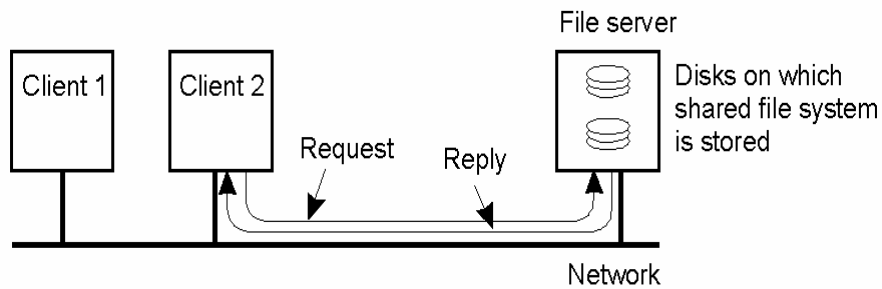 File server
Client 1
Client 2
Disks on which
shared file system
is stored
Request
Reply
Network